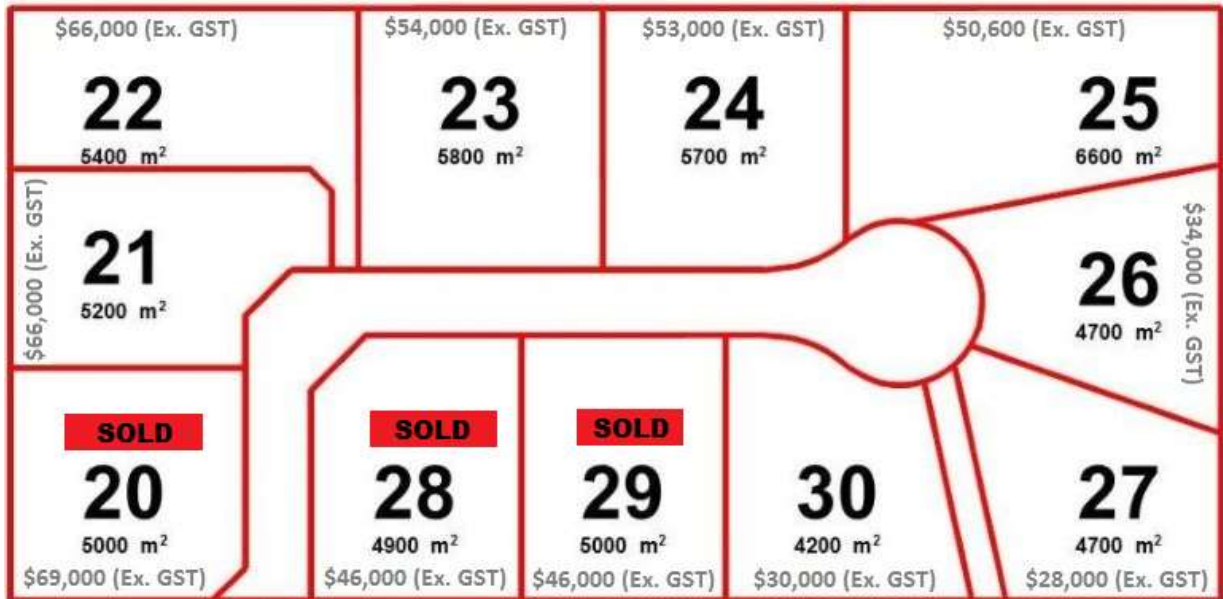 $66,000 (Ex. GST)
22
5400 m²
$54,000 (Ex. GST)
23
5800 m²
$53,000 (Ex. GST)
24
5700 m²
$50,600 (Ex. GST)
25
6600 m²
$66,000 (Ex. GST)
21
5200 m²
26
4700 m²
$34,000 (Ex. GST)
SOLD
20
5000 m²
$69,000 (Ex. GST)
SOLD
28
4900 m²
$46,000 (Ex. GST)
SOLD
29
5000 m²
$46,000 (Ex. GST)
30
4200 m²
$30,000 (Ex. GST)
27
4700 m²
$28,000 (Ex. GST)